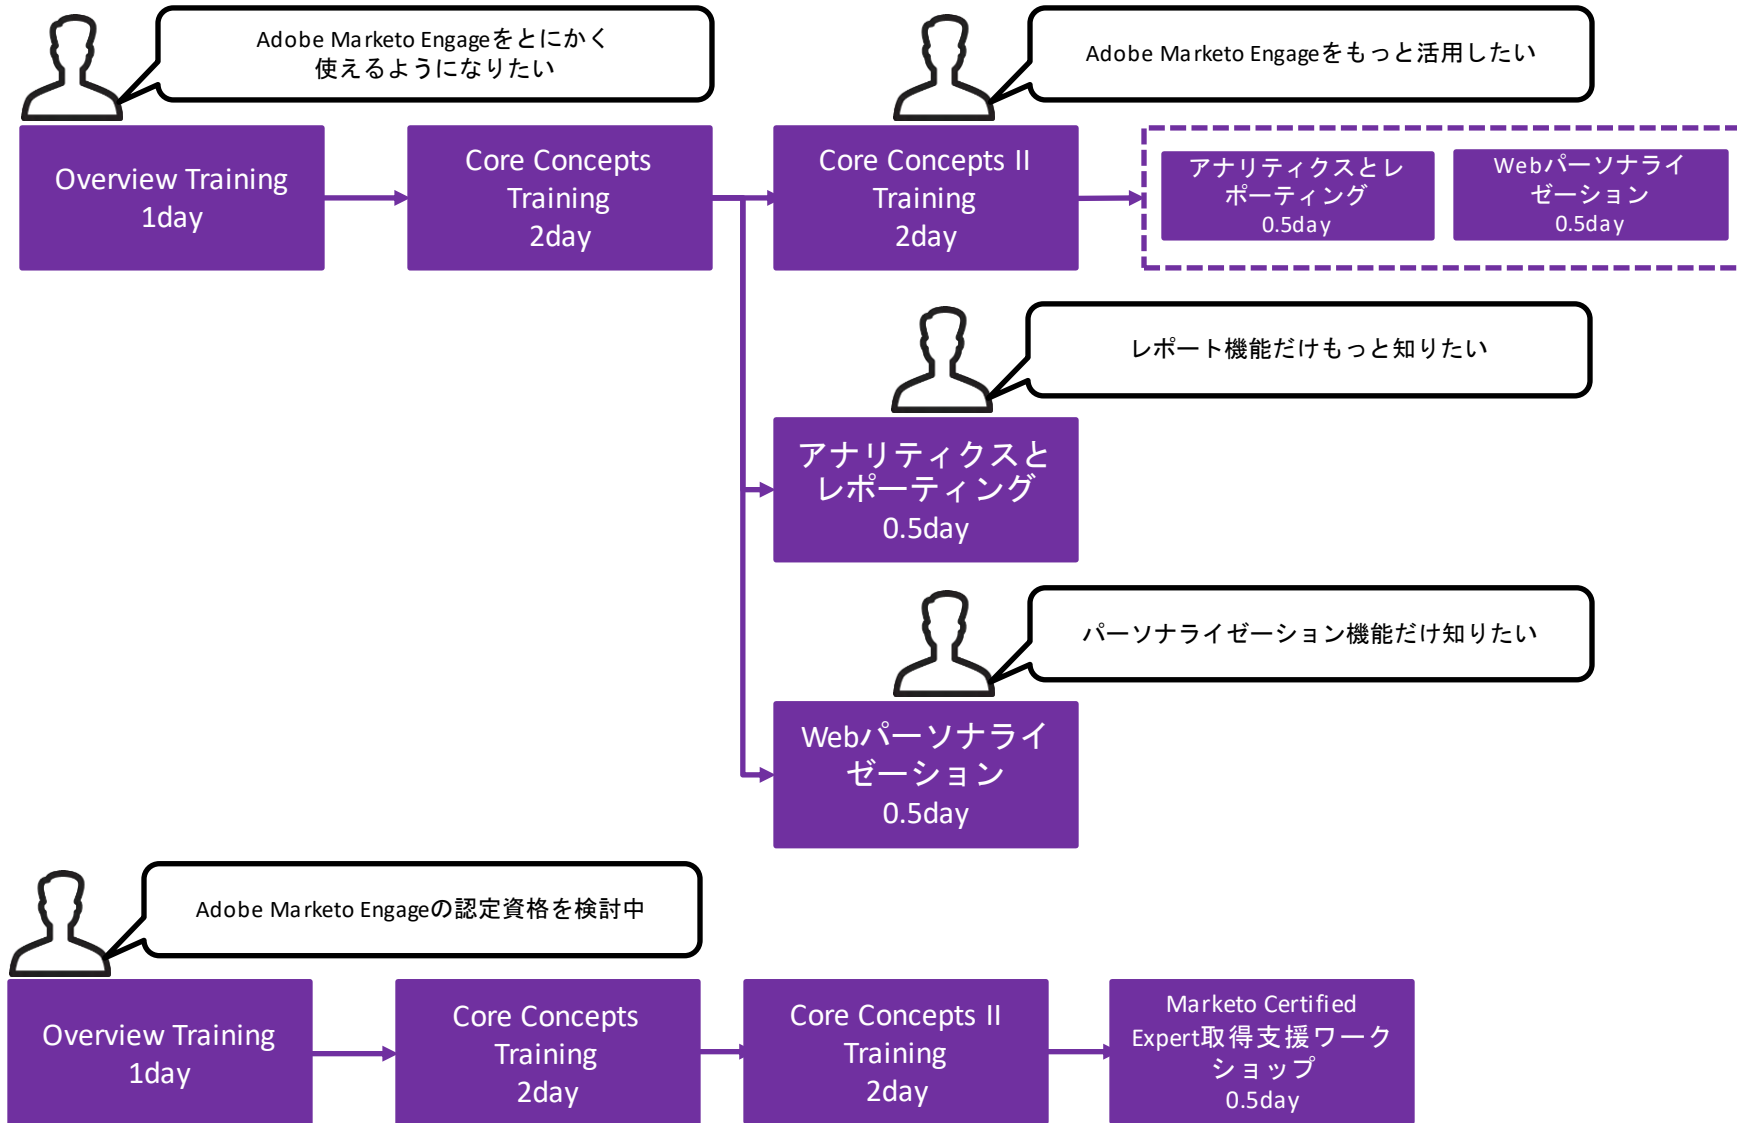 Adobe Marketo Engageをとにかく
使えるようになりたい
Adobe Marketo Engageをもっと活用したい
Overview Training
1day
Core Concepts
Training
2day
Core Concepts II
Training
2day
アナリティクスとレ
ポーティング
0.5day
Webパーソナライ
ゼーション
0.5day
レポート機能だけもっと知りたい
アナリティクスと
レポーティング
0.5day
パーソナライゼーション機能だけ知りたい
Webパーソナライ
ゼーション
0.5day
Adobe Marketo Engageの認定資格を検討中
Overview Training
1day
Core Concepts
Training
2day
Core Concepts II
Training
2day
Marketo Certified
Expert取得支援ワーク
ショップ
0.5day